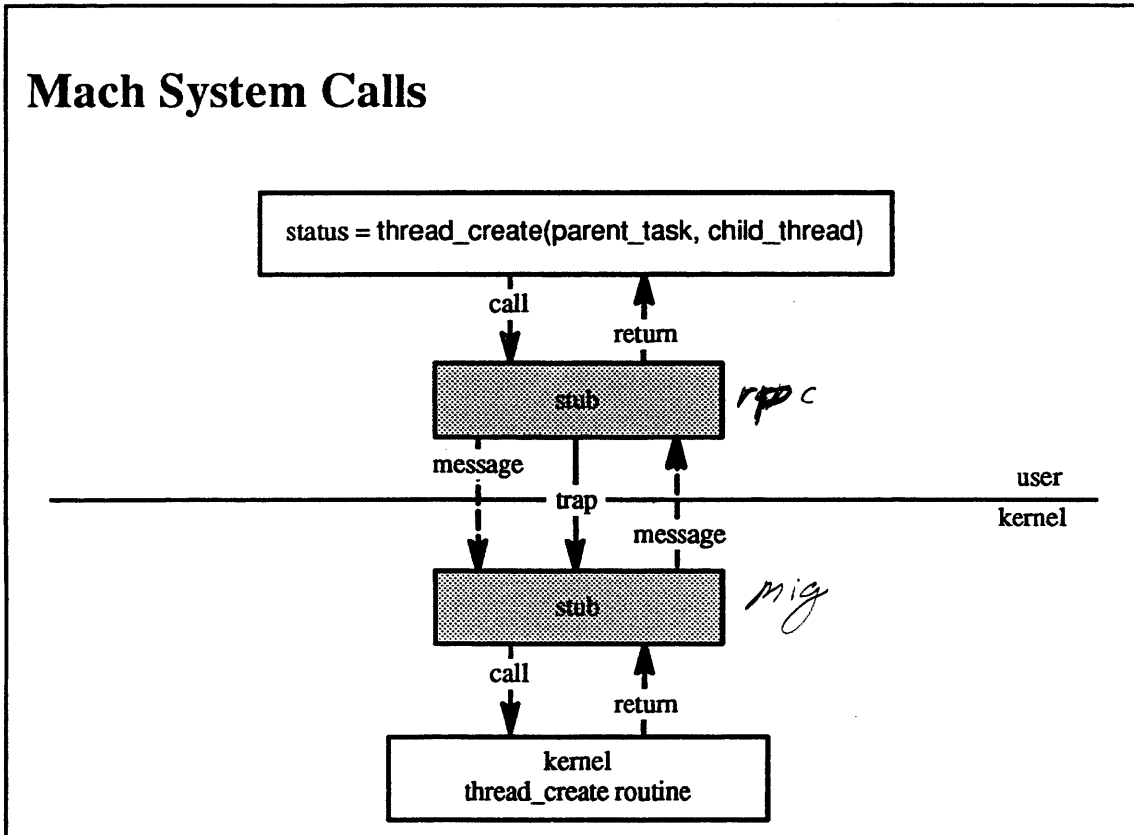 Mach System Calls
status = thread_create(parent_task, child_thread)
call
return
stub
rpc
message
trap
user
kernel
message
stub
mig
call
return
kernel
thread_create routine